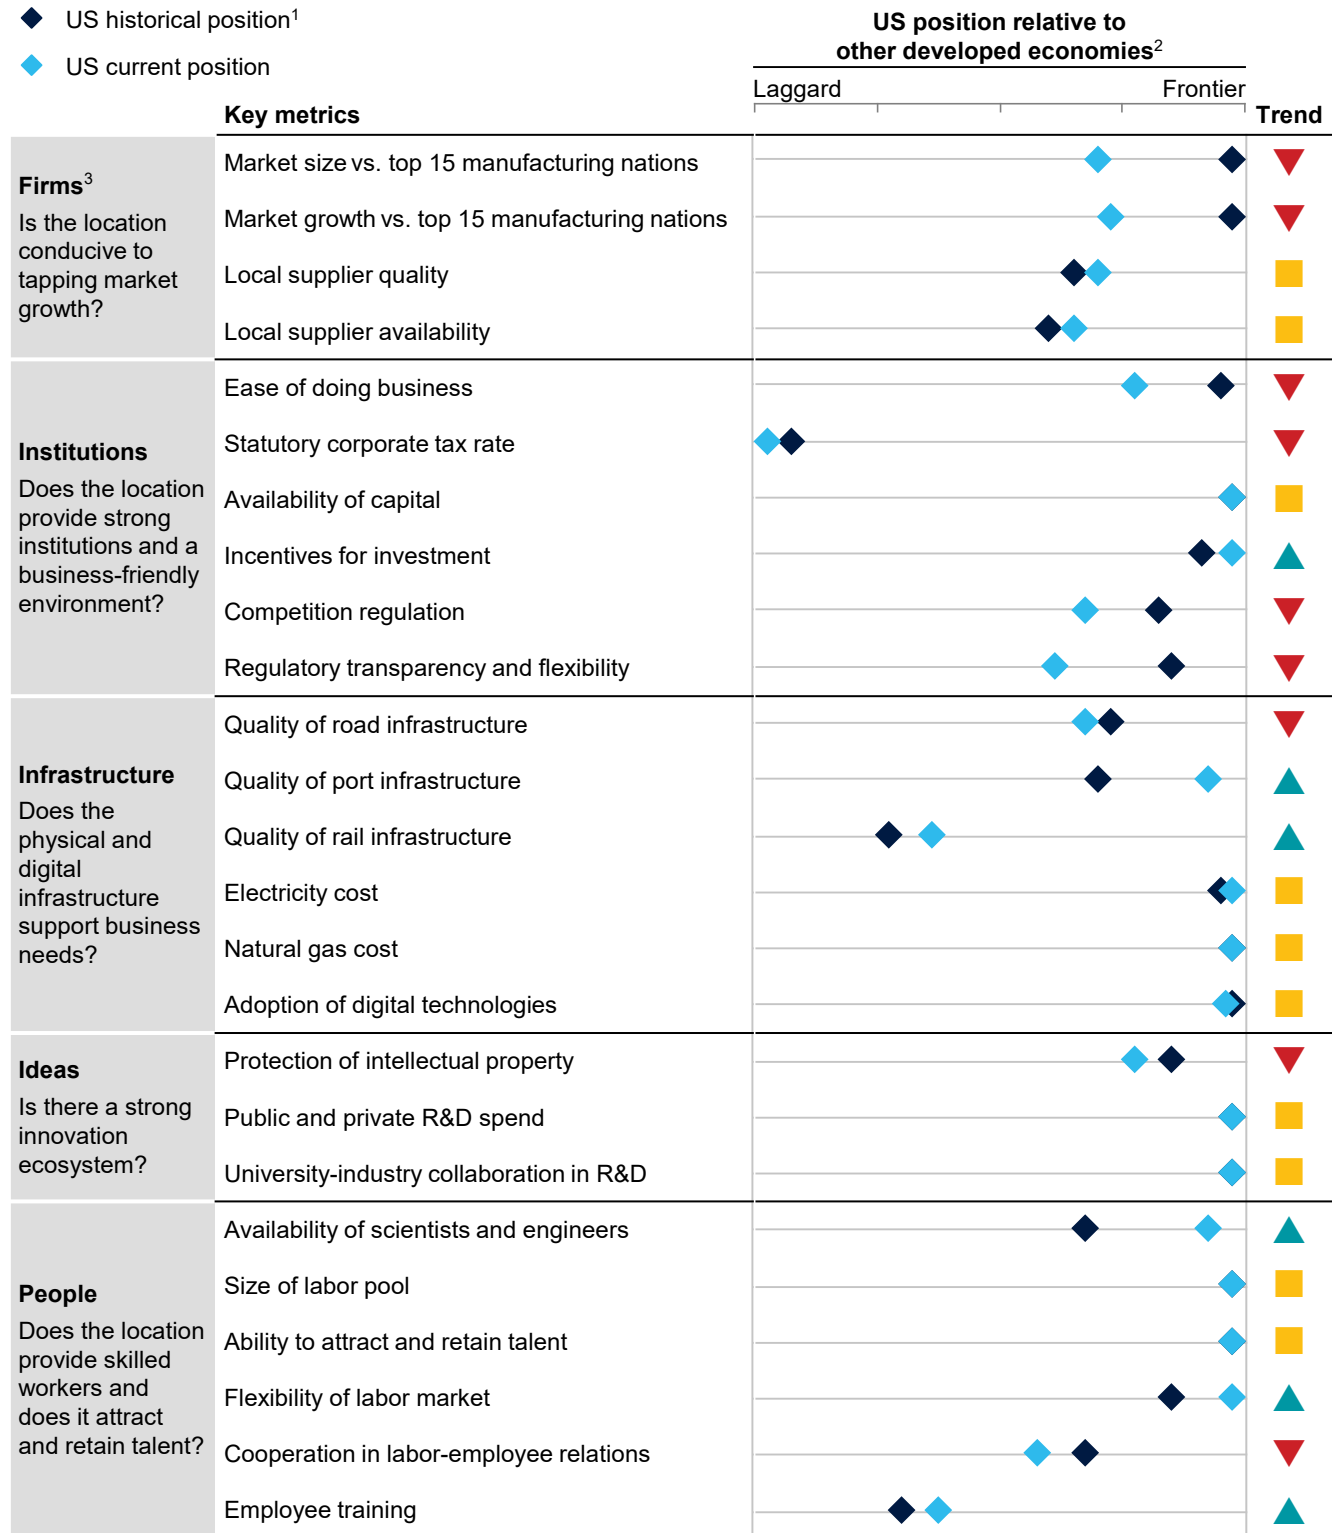 US historical position1
US current position
US position relative to
other developed economies2
Laggard
Frontier
Key metrics
Trend
Firms3
Is the location
conducive to
tapping market
growth?
Market size vs. top 15 manufacturing nations
Market growth vs. top 15 manufacturing nations
Local supplier quality
Local supplier availability
Institutions
Does the location
provide strong
institutions and a
business-friendly
environment?
Ease of doing business
Statutory corporate tax rate
Availability of capital
Incentives for investment
Competition regulation
Regulatory transparency and flexibility
Infrastructure
Does the
physical and
digital
infrastructure
support business
needs?
Quality of road infrastructure
Quality of port infrastructure
Quality of rail infrastructure
Electricity cost
Natural gas cost
Adoption of digital technologies
Ideas
Is there a strong
innovation
ecosystem?
Protection of intellectual property
Public and private R&D spend
University-industry collaboration in R&D
People
Does the location
provide skilled
workers and
does it attract
and retain talent?
Availability of scientists and engineers
Size of labor pool
Ability to attract and retain talent
Flexibility of labor market
Cooperation in labor-employee relations
Employee training